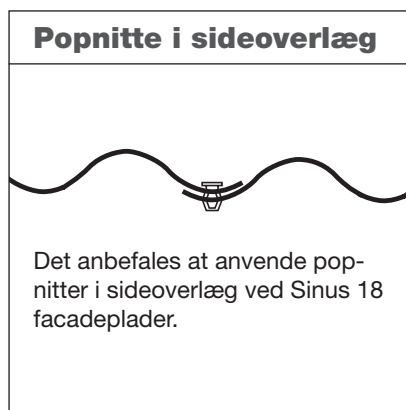 Popnitte i sideoverlæg
Det anbefales at anvende pop-
nitter i sideoverlæg ved Sinus 18
facadeplader.